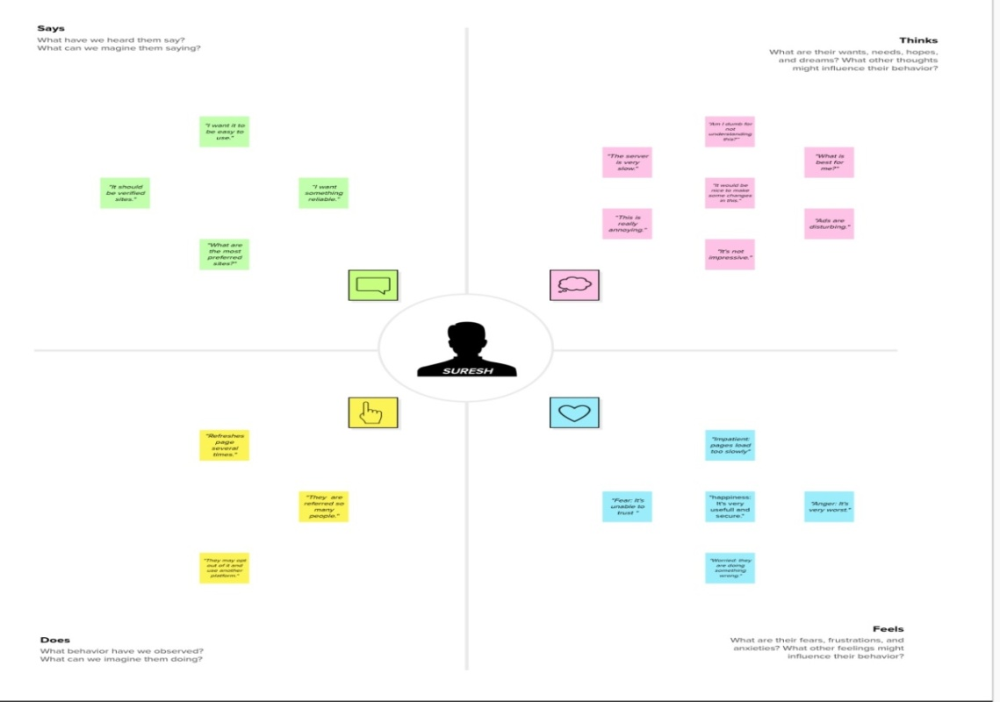 Says
What have we heard them say?
What can we magine them saying?
Thinks
What are their wants, needs, hopes,
and dreams? What other thoughts
might influence their behavior?
"I want it to
be easy to
use."
"It should
be verified
sites."
"I want
something
reliable."
"What are
the most
preferred
sites?"
"Am I dumb for
not
understanding
this?"
"The server
is very
slow."
"What is
best for
me?"
"It would be
nice to make
some changes
in this."
"This is
really
annoying."
"Ads are
disturbing."
"It's not
impressive."
SURESH
"Refreshes
page
several
times."
"They are
referred so
many
people."
"They may opt
out of it and
use another
platform."
"Impatient:
pages load
too slowly"
"Fear: It's
unable to
trust "
"happiness:
It's very
usefull and
secure."
"Anger: It's
very worst."
"Worried: they
are doing
something
wrong."
Does
What behavior have we observed?
What can we imagine them doing?
Feels
What are their fears, frustrations, and
anxieties? What other feelings might
influence their behavior?